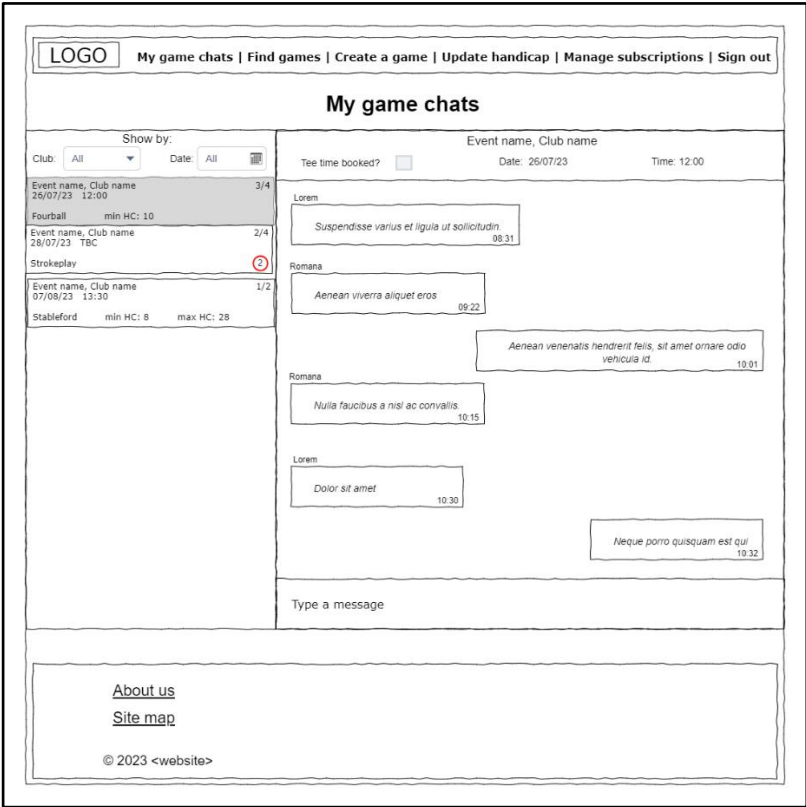 LOGO My game chats | Find games | Create a game | Update handicap | Manage subscriptions | Sign out
My game chats
Show by:
Club: All Date: All
Event name, Club name 3/4
26/07/23 12:00
Fourball min HC: 10
Event name, Club name 2/4
28/07/23 TBC
Strokeplay 2
Event name, Club name 1/2
07/08/23 13:30
Stableford min HC: 8 max HC: 28
Event name, Club name
Tee time booked? Date: 26/07/23 Time: 12:00
Lorem
Suspendisse varius et ligula ut sollicitudin.
08:31
Romana
Aenean viverra aliquet eros
09:22
Aenean venenatis hendrerit felis, sit amet ornare odio
vehicula id.
10:01
Romana
Nulla faucibus a nisl ac convallis.
10:15
Lorem
Dolor sit amet
10:30
Neque porro quisquam est qui
10:32
Type a message
About us
Site map
© 2023 <website>